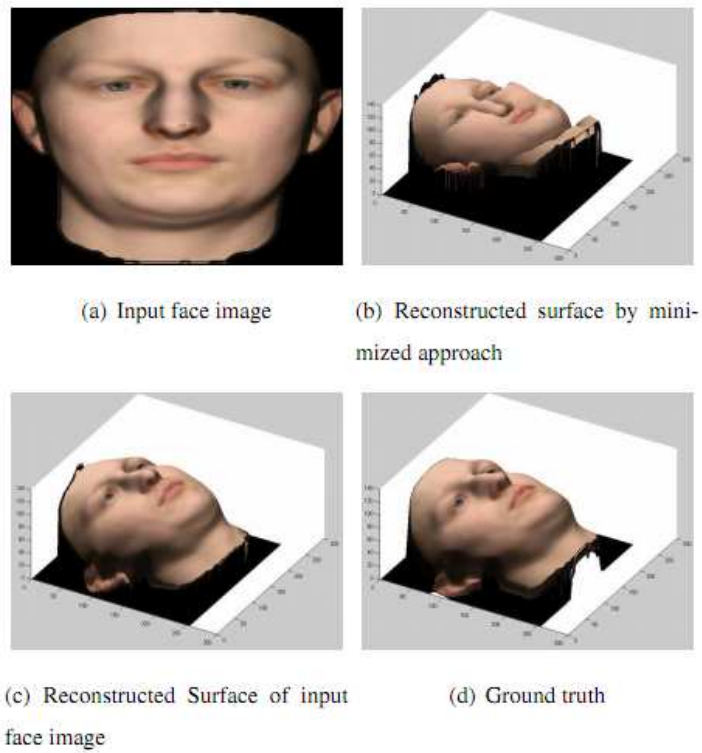 (a) Input face image
(b) Reconstructed surface by mini-
mized approach
(c) Reconstructed Surface of input
face image
(d) Ground truth